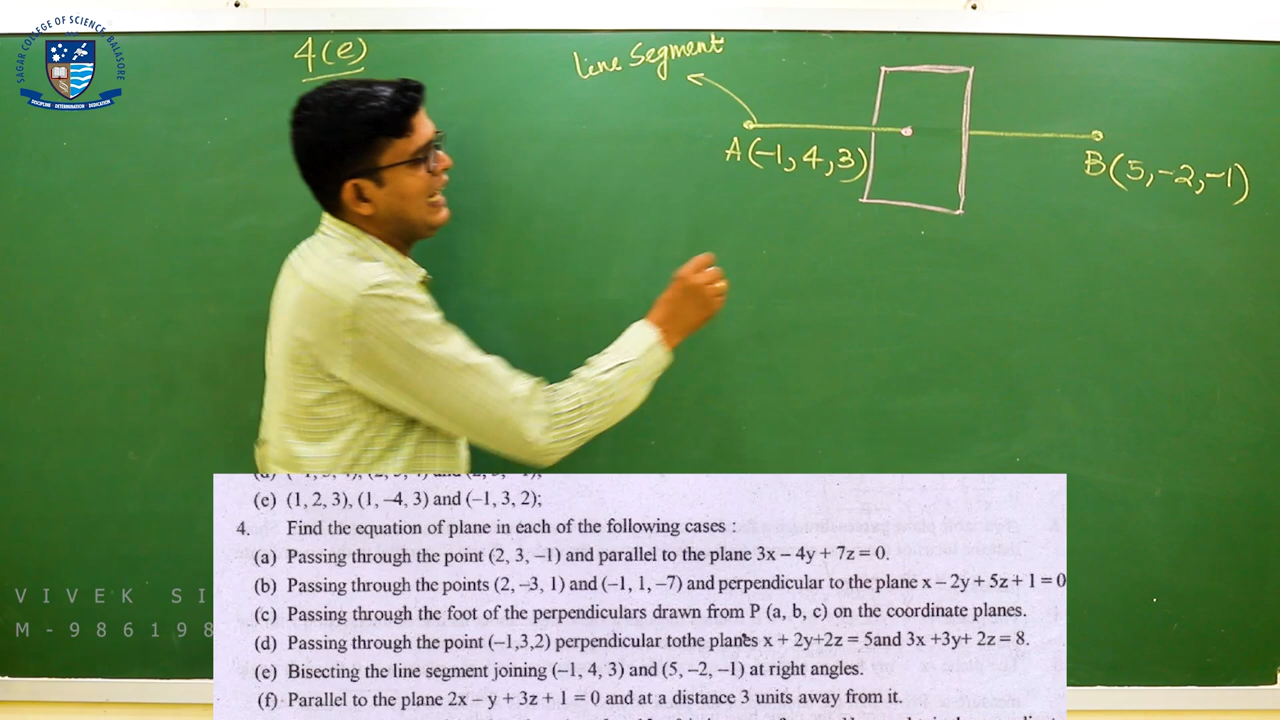 SAGAR COLLEGE OF SCIENCE, BALASORE
DISCIPLINE DETERMINATION DEDICATION
4(e)
line segment
A(-1, 4, 3)
B(5, -2, -1)
(e) (1, 2, 3), (1, –4, 3) and (–1, 3, 2);
4. Find the equation of plane in each of the following cases :
(a) Passing through the point (2, 3, –1) and parallel to the plane 3x – 4y + 7z = 0.
(b) Passing through the points (2, –3, 1) and (–1, 1, –7) and perpendicular to the plane x – 2y + 5z + 1 = 0
(c) Passing through the foot of the perpendiculars drawn from P (a, b, c) on the coordinate planes.
(d) Passing through the point (–1,3,2) perpendicular tothe planes x + 2y+2z = 5and 3x +3y+ 2z = 8.
(e) Bisecting the line segment joining (–1, 4, 3) and (5, –2, –1) at right angles.
(f) Parallel to the plane 2x – y + 3z + 1 = 0 and at a distance 3 units away from it.
VIVEK SI
M-986198